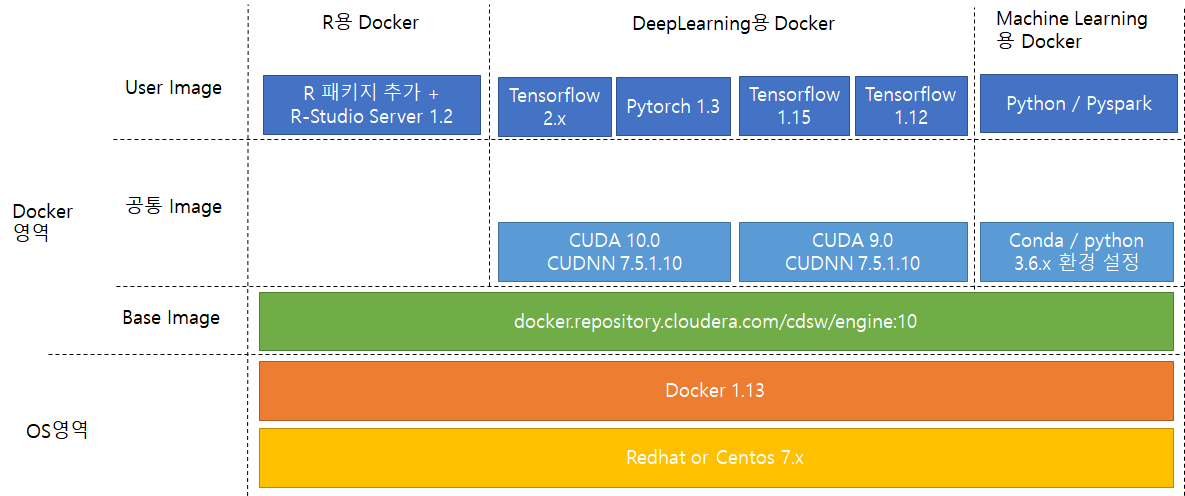 R용 Docker
DeepLearning용 Docker
Machine Learning
용 Docker
User Image
R 패키지 추가 +
R-Studio Server 1.2
Tensorflow
2.x
Pytorch 1.3
Tensorflow
1.15
Tensorflow
1.12
Python / Pyspark
Docker
영역
공통 Image
CUDA 10.0
CUDNN 7.5.1.10
CUDA 9.0
CUDNN 7.5.1.10
Conda / python
3.6.x 환경 설정
Base Image
docker.repository.cloudera.com/cdsw/engine:10
OS영역
Docker 1.13
Redhat or Centos 7.x